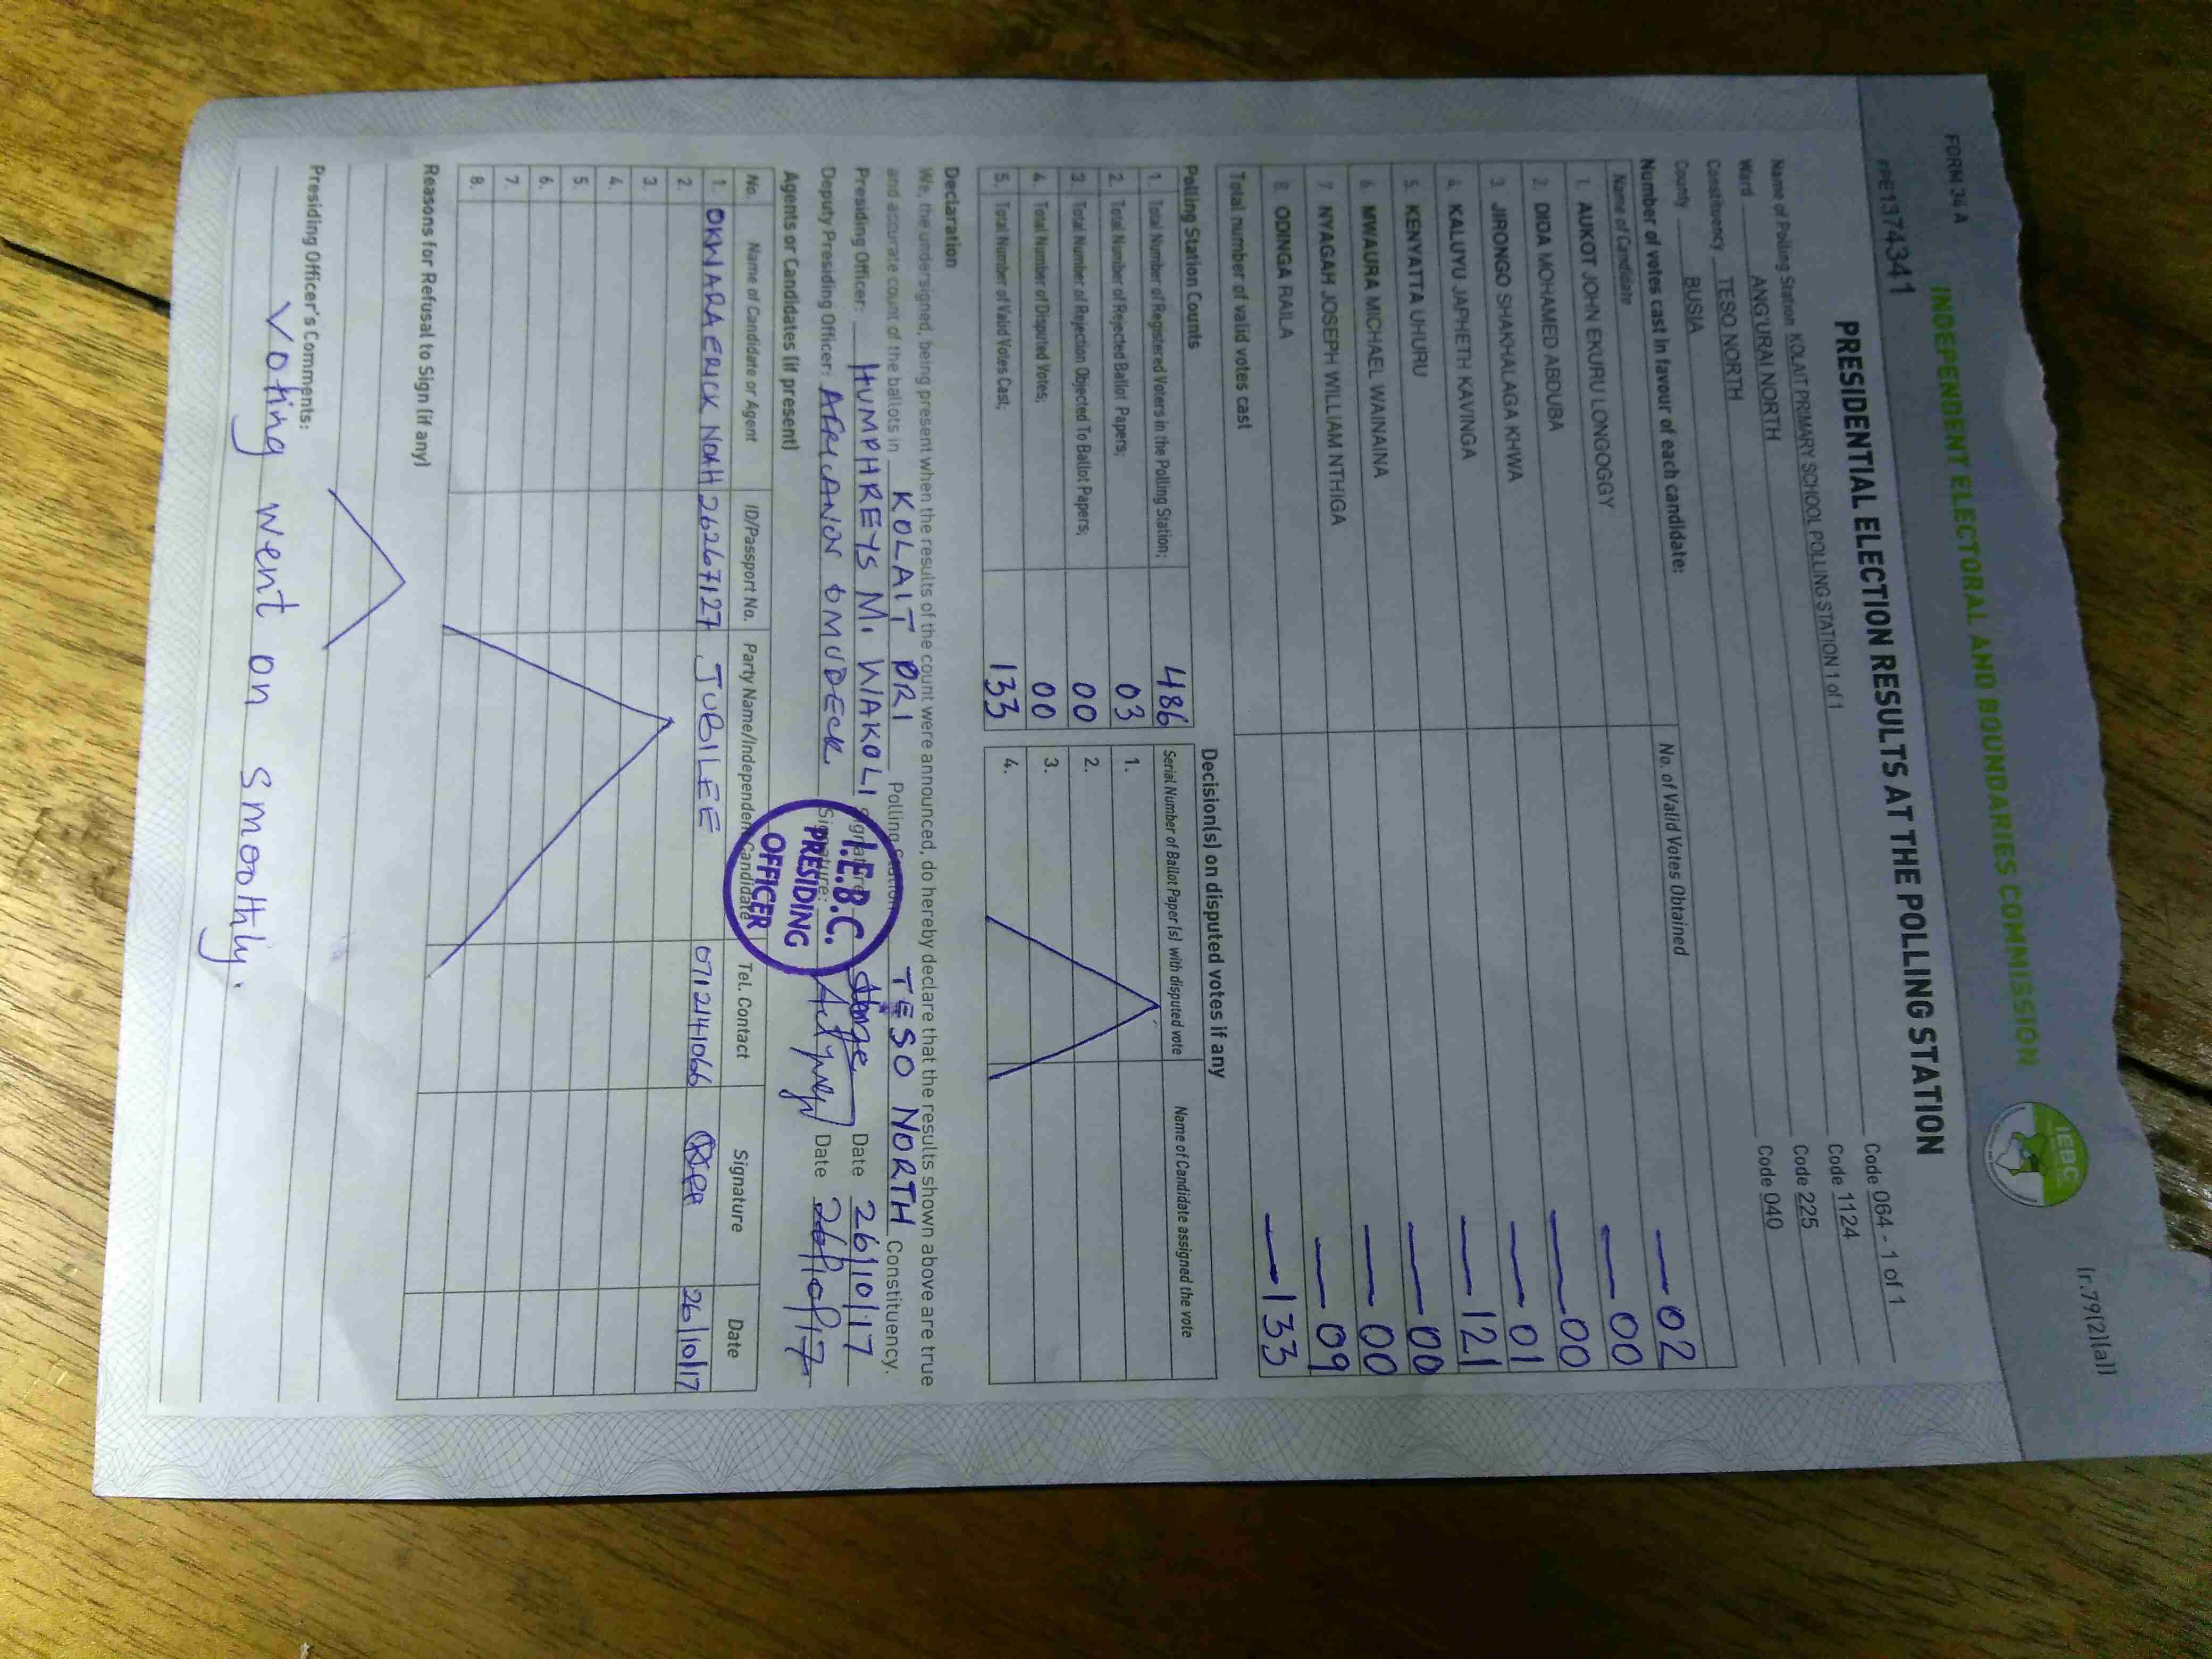 FORM 34 A
(r.79(2)(a))
INDEPENDENT ELECTORAL AND BOUNDARIES COMMISSION
IEBC
PE1374341
PRESIDENTIAL ELECTION RESULTS AT THE POLLING STATION
Name of Polling Station KOLAIT PRIMARY SCHOOL POLLING STATION 1 of 1 Code 064 - 1 of 1
Ward ANG'URAI NORTH Code 1124
Constituency TESO NORTH Code 225
County BUSIA Code 040
Number of votes cast in favour of each candidate:
Name of Candidate No. of Valid Votes Obtained
1. AUKOT JOHN EKURU LONGOGGY — 02
2. DIDA MOHAMED ABDUBA — 00
3. JIRONGO SHAKHALAGA KHWA — 00
4. KALUYU JAPHETH KAVINGA — 01
5. KENYATTA UHURU — 121
6. MWAURA MICHAEL WAINAINA — 00
7 NYAGAH JOSEPH WILLIAM NTHIGA — 00
8. ODINGA RAILA — 09
Total number of valid votes cast — 133
Polling Station Counts
1. Total Number of Registered Voters in the Polling Station; 486
2. Total Number of Rejected Ballot Papers; 03
3. Total Number of Rejection Objected To Ballot Papers; 00
4. Total Number of Disputed Votes; 00
5. Total Number of Valid Votes Cast; 133
Decision(s) on disputed votes if any
Serial Number of Ballot Paper (s) with disputed vote Name of Candidate assigned the vote
1.
2.
3.
4.
Declaration
We, the undersigned, being present when the results of the count were announced, do hereby declare that the results shown above are true
and accurate count of the ballots in KOLAIT PRI Polling Station TESO NORTH Constituency.
Presiding Officer: HUMPHREYS M. WAKOLI Signature: Date 26/10/17
Deputy Presiding Officer: AFRICANOS OMUDECK Signature: Date 26/10/17
I.E.B.C.
PRESIDING
OFFICER
Agents or Candidates (if present)
No. Name of Candidate or Agent ID/Passport No. Party Name/Independent Candidate Tel. Contact Signature Date
1. OKWARA ERICK NOAH 26267127 JUBILEE 0712141066 26/10/17
2.
3.
4.
5.
6.
7.
8.
Reasons for Refusal to Sign (if any)
Presiding Officer's Comments:
Voting went on smoothly.